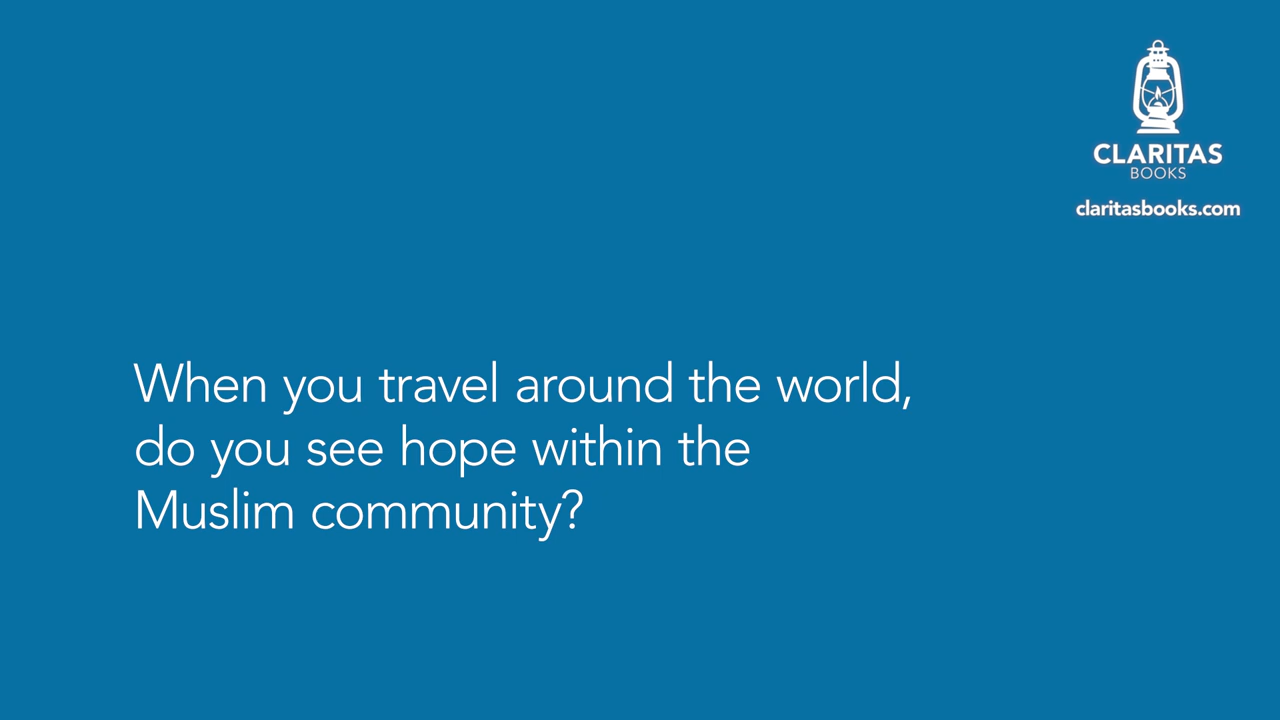 CLARITAS
BOOKS
claritasbooks.com
When you travel around the world,
do you see hope within the
Muslim community?